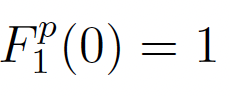 $F_1^p(0) = 1$